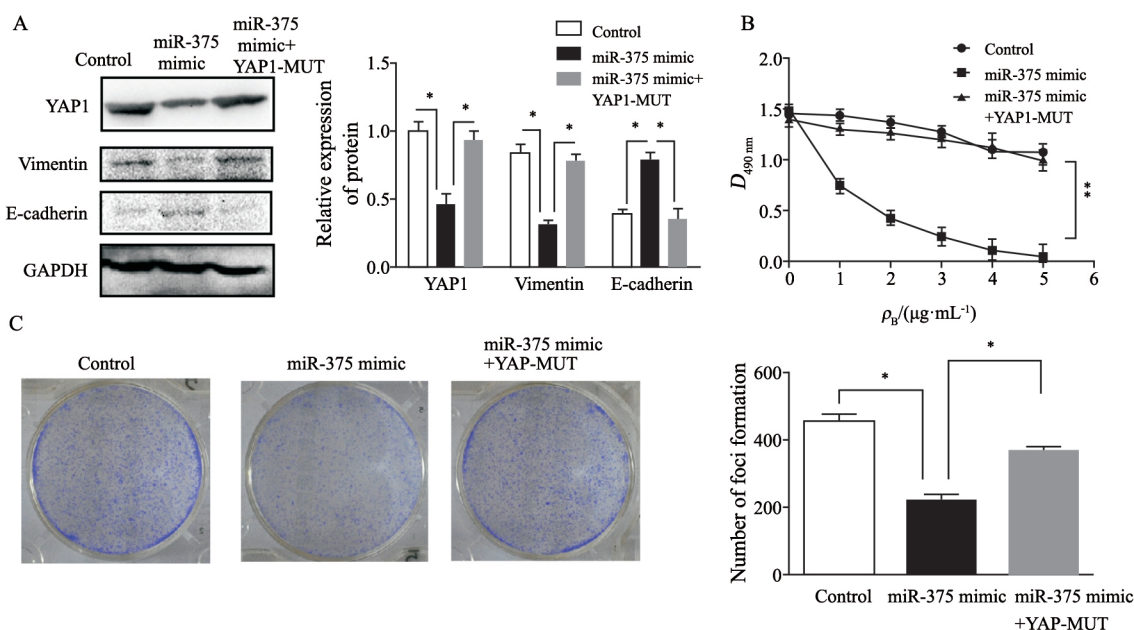 A
Control
miR-375
mimic
miR-375
mimic+
YAP1-MUT
YAP1
Vimentin
E-cadherin
GAPDH
Relative expression
of protein
1.5
1.0
0.5
0.0
Control
miR-375 mimic
miR-375 mimic+
YAP1-MUT
* * * * * *
YAP1 Vimentin E-cadherin
B
D490 nm
2.0
1.5
1.0
0.5
0.0
Control
miR-375 mimic
miR-375 mimic
+YAP1-MUT
**
0 1 2 3 4 5 6
ρB/(μg·mL-1)
C
Control
miR-375 mimic
miR-375 mimic
+YAP-MUT
Number of foci formation
600
400
200
0
* *
Control miR-375 mimic miR-375 mimic
+YAP-MUT